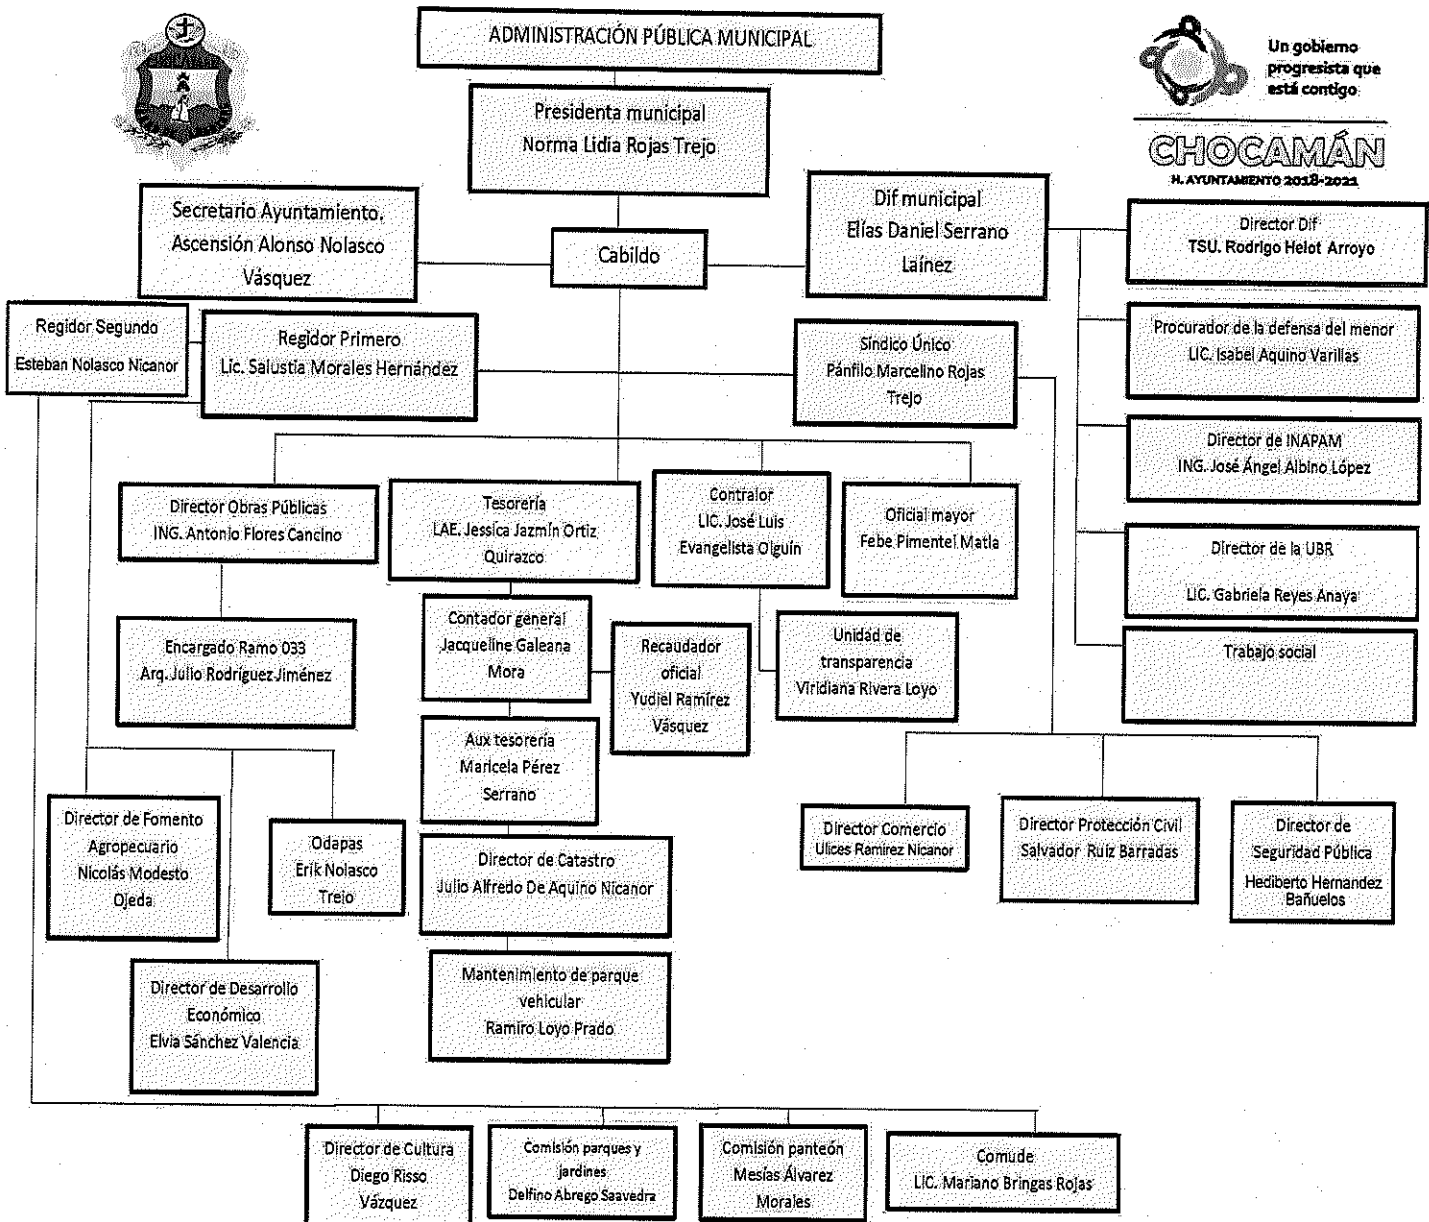 ADMINISTRACIÓN PÚBLICA MUNICIPAL
Un gobierno
progresista que
está contigo
CHOCAMÁN
H. AYUNTAMIENTO 2018-2021
Presidenta municipal
Norma Lidia Rojas Trejo
Secretario Ayuntamiento.
Ascensión Alonso Nolasco
Vásquez
Cabildo
Dif municipal
Elías Daniel Serrano
Laínez
Director Dif
TSU. Rodrigo Helot Arroyo
Regidor Segundo
Esteban Nolasco Nicanor
Regidor Primero
Lic. Salustia Morales Hernández
Síndico Único
Pánfilo Marcelino Rojas
Trejo
Procurador de la defensa del menor
LIC. Isabel Aquino Varillas
Director de INAPAM
ING. José Ángel Albino López
Director Obras Públicas
ING. Antonio Flores Cancino
Tesorería
LAE. Jessica Jazmín Ortiz
Quirazco
Contralor
LIC. José Luis
Evangelista Olguín
Oficial mayor
Febe Pimentel Matla
Director de la UBR
LIC. Gabriela Reyes Anaya
Encargado Ramo 033
Arq. Julio Rodríguez Jiménez
Contador general
Jacqueline Galeana
Mora
Recaudador
oficial
Yudiel Ramírez
Vásquez
Unidad de
transparencia
Viridiana Rivera Loyo
Trabajo social
Aux tesorería
Maricela Pérez
Serrano
Director de Fomento
Agropecuario
Nicolás Modesto
Ojeda
Odapas
Erik Nolasco
Trejo
Director de Catastro
Julio Alfredo De Aquino Nicanor
Director Comercio
Ulices Ramírez Nicanor
Director Protección Civil
Salvador Ruiz Barradas
Director de
Seguridad Pública
Hediberto Hernandez
Bañuelos
Director de Desarrollo
Económico
Elvia Sánchez Valencia
Mantenimiento de parque
vehicular
Ramiro Loyo Prado
Director de Cultura
Diego Risso
Vázquez
Comisión parques y
jardines
Delfino Abrego Saavedra
Comisión panteón
Mesías Álvarez
Morales
Comude
LIC. Mariano Bringas Rojas